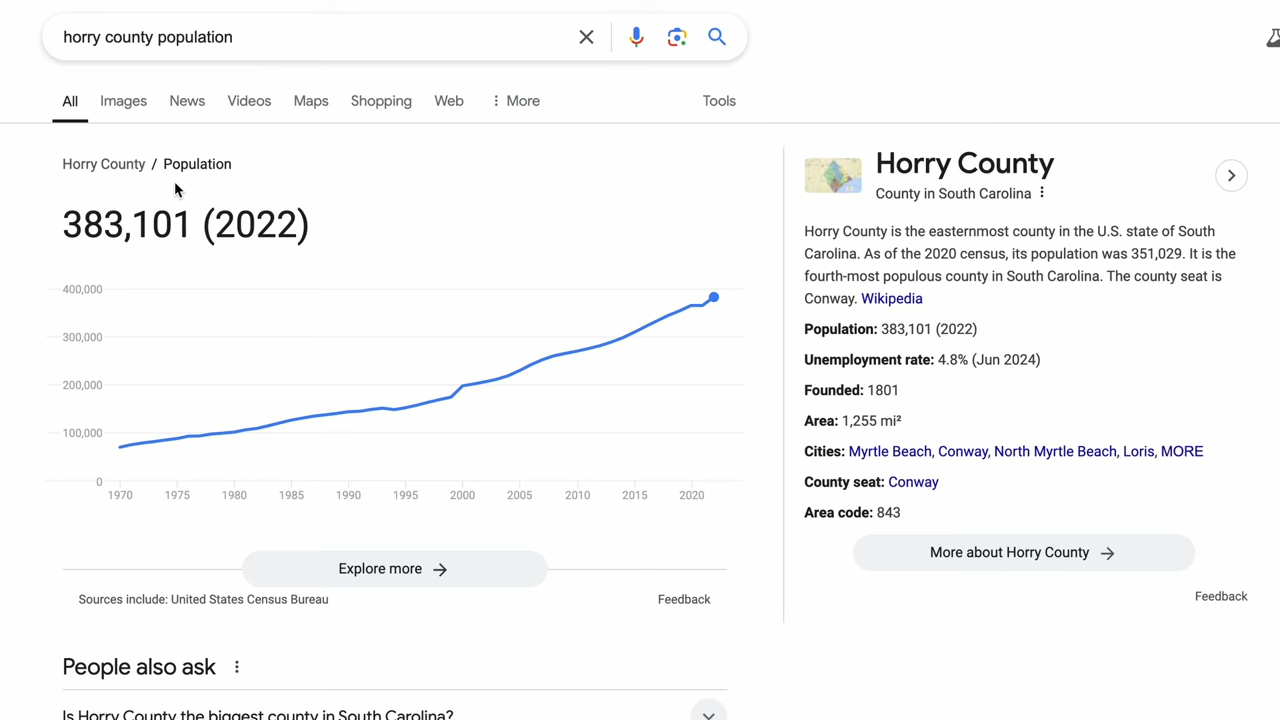 horry county population
All Images News Videos Maps Shopping Web More Tools
Horry County / Population
383,101 (2022)
400,000
300,000
200,000
100,000
0
1970 1975 1980 1985 1990 1995 2000 2005 2010 2015 2020
Explore more
Sources include: United States Census Bureau
Feedback
People also ask
Is Horry County the biggest county in South Carolina?
Horry County
County in South Carolina
Horry County is the easternmost county in the U.S. state of South
Carolina. As of the 2020 census, its population was 351,029. It is the
fourth-most populous county in South Carolina. The county seat is
Conway. Wikipedia
Population: 383,101 (2022)
Unemployment rate: 4.8% (Jun 2024)
Founded: 1801
Area: 1,255 mi²
Cities: Myrtle Beach, Conway, North Myrtle Beach, Loris, MORE
County seat: Conway
Area code: 843
More about Horry County
Feedback